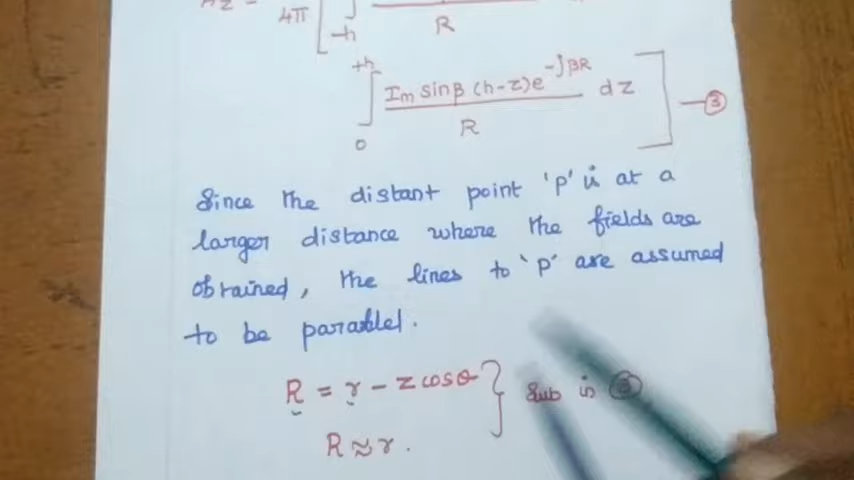 4π
-h
R
+h
Im sinβ (h-z)e^-jβR dz
0
R
③
Since the distant point 'P' is at a
larger distance where the fields are
obtained, the lines to 'P' are assumed
to be parallel.
R = r - z cosθ
Sub in ③
R ≈ r.